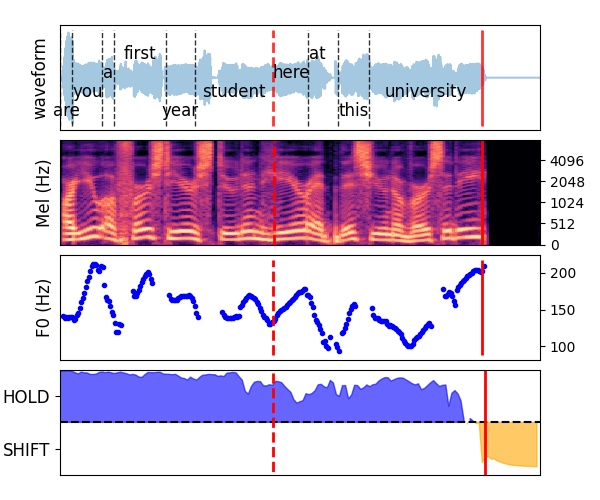 waveform
first
at
a
here
you
student
university
are
year
this
Mel (Hz)
4096
2048
1024
512
0
F0 (Hz)
200
150
100
HOLD
SHIFT